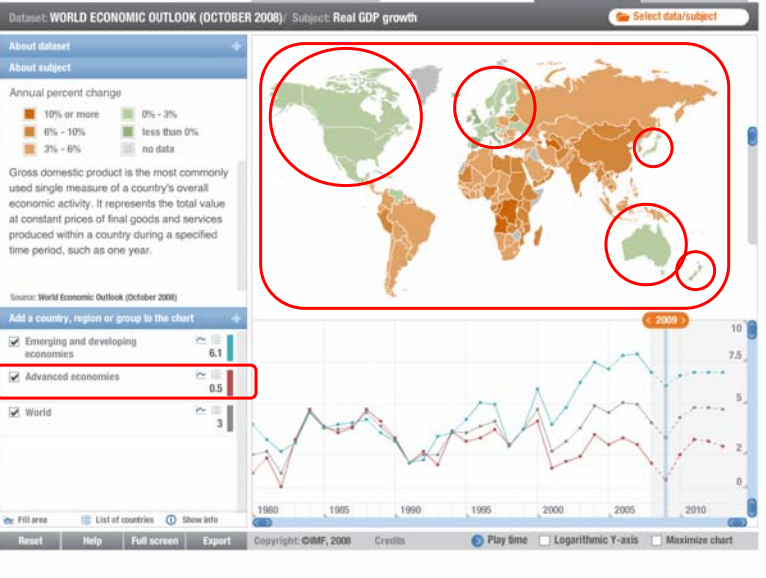 Dataset: WORLD ECONOMIC OUTLOOK (OCTOBER 2008)/ Subject: Real GDP growth
Select data/subject
About dataset
About subject
Annual percent change
10% or more
0% - 3%
6% - 10%
less than 0%
3% - 6%
no data
Gross domestic product is the most commonly
used single measure of a country's overall
economic activity. It represents the total value
at constant prices of final goods and services
produced within a country during a specified
time period, such as one year.
Source: World Economic Outlook (October 2008)
Add a country, region or group to the chart
Emerging and developing
economies
6.1
Advanced economies
0.5
World
3
Fill area
List of countries
Show info
< 2009 >
10
7.5
5
2
0
1980
1985
1990
1995
2000
2005
2010
Reset
Help
Full screen
Export
Copyright: ©IMF, 2008
Credits
Play time
Logarithmic Y-axis
Maximize chart